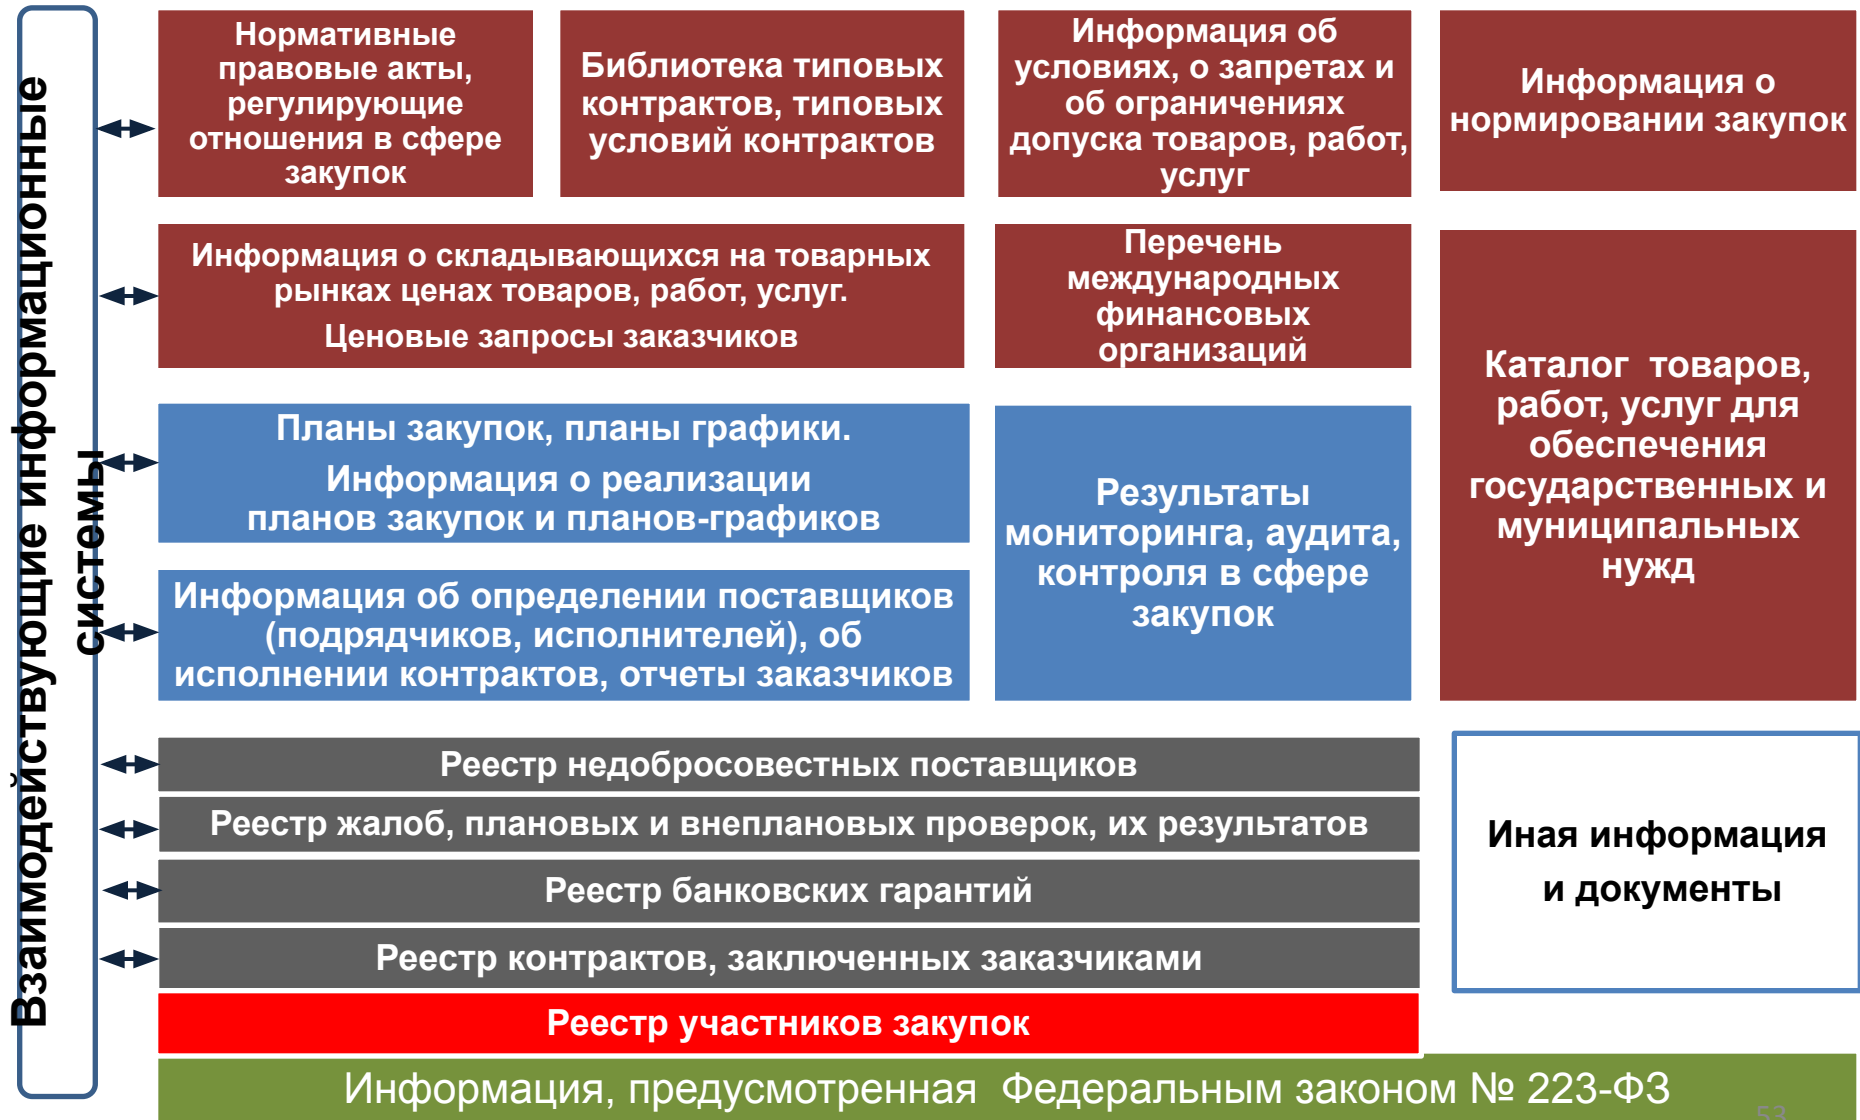 Взаимодействующие информационные
системы
Нормативные
правовые акты,
регулирующие
отношения в сфере
закупок
Библиотека типовых
контрактов, типовых
условий контрактов
Информация об
условиях, о запретах и
об ограничениях
допуска товаров, работ,
услуг
Информация о
нормировании закупок
Информация о складывающихся на товарных
рынках ценах товаров, работ, услуг.
Ценовые запросы заказчиков
Перечень
международных
финансовых
организаций
Каталог товаров,
работ, услуг для
обеспечения
государственных и
муниципальных
нужд
Планы закупок, планы графики.
Информация о реализации
планов закупок и планов-графиков
Результаты
мониторинга, аудита,
контроля в сфере
закупок
Информация об определении поставщиков
(подрядчиков, исполнителей), об
исполнении контрактов, отчеты заказчиков
Реестр недобросовестных поставщиков
Реестр жалоб, плановых и внеплановых проверок, их результатов
Реестр банковских гарантий
Реестр контрактов, заключенных заказчиками
Реестр участников закупок
Иная информация
и документы
Информация, предусмотренная Федеральным законом № 223-ФЗ
53